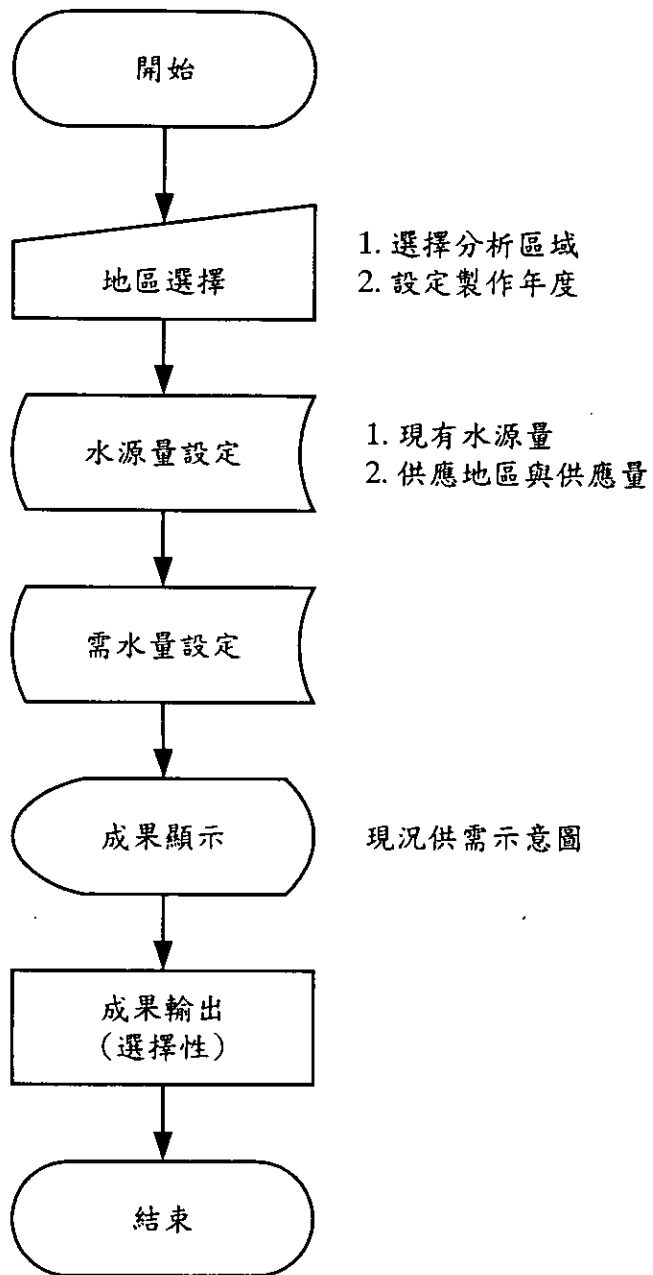 開始
地區選擇
1. 選擇分析區域
2. 設定製作年度
水源量設定
1. 現有水源量
2. 供應地區與供應量
需水量設定
成果顯示
現況供需示意圖
成果輸出
(選擇性)
結束